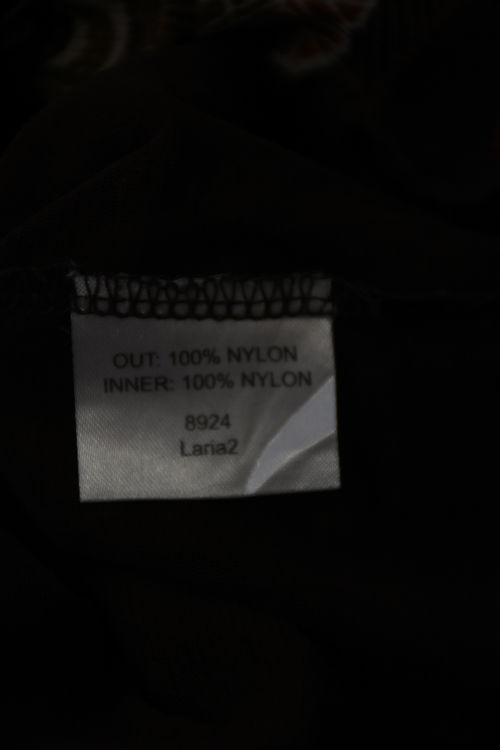 OUT: 100% NYLON
INNER: 100% NYLON
8924
Laria2